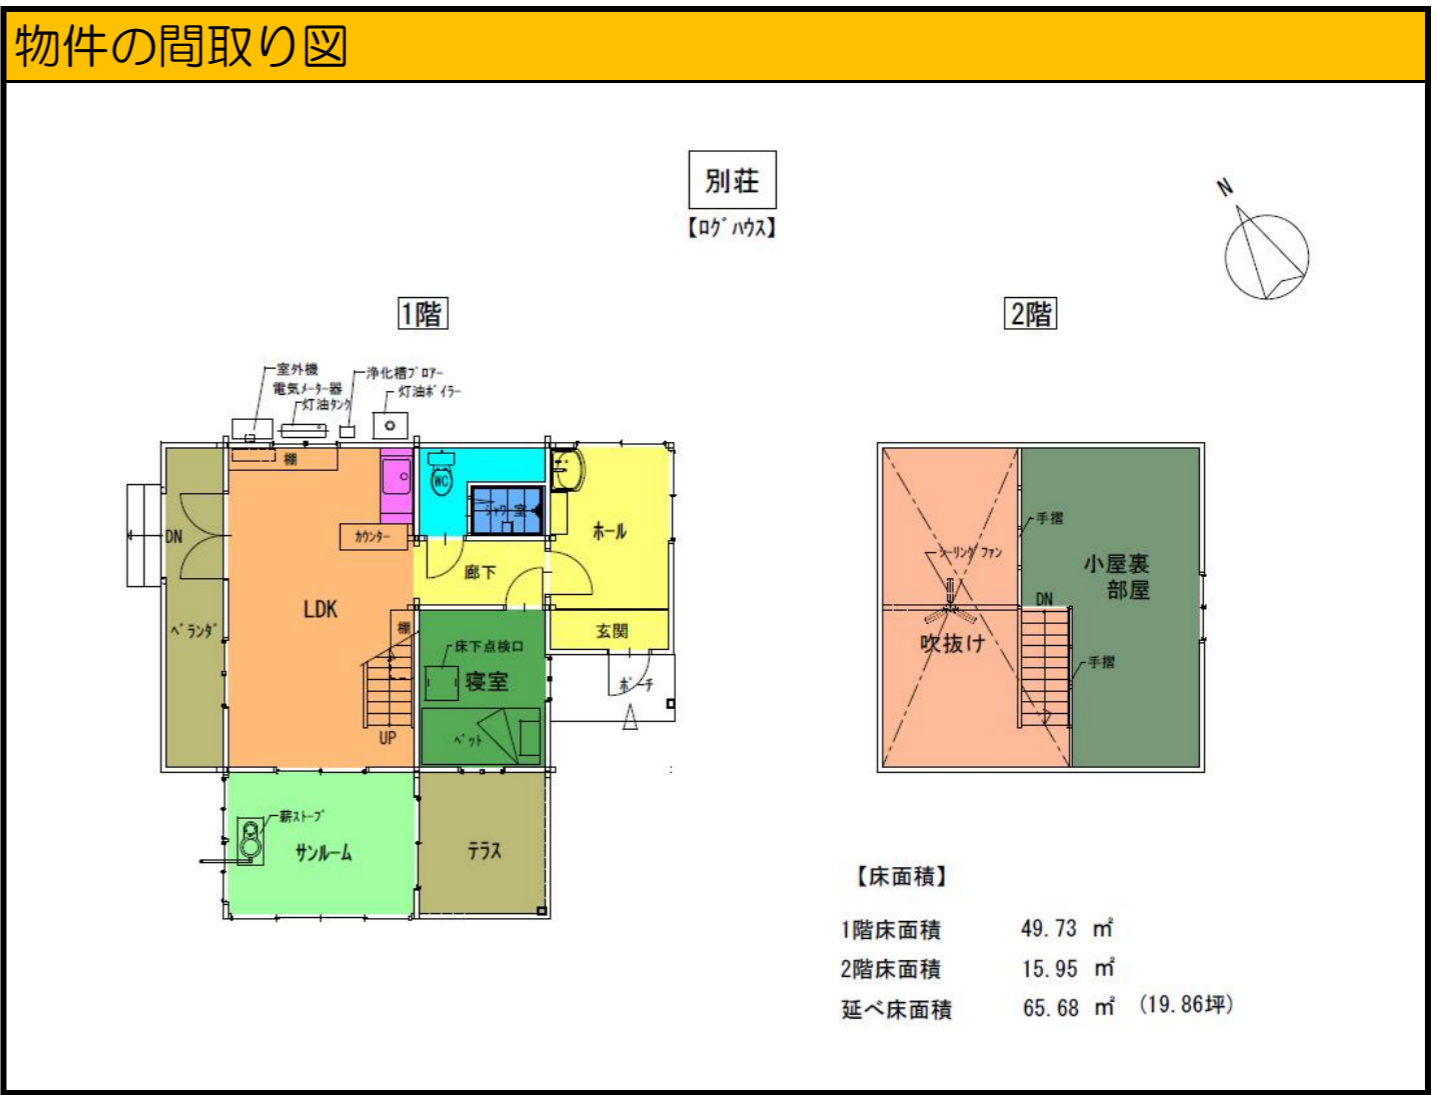 物件の間取り図
別荘
【ログハウス】
N
1階
2階
室外機
電気メーター器
灯油タンク
浄化槽ブロアー
灯油ボイラー
棚
WC
シャワー室
ホール
DN
カウンター
廊下
LDK
ベランダ
棚
床下点検口
玄関
寝室
ポーチ
UP
ベット
薪ストーブ
サンルーム
テラス
手摺
シーリングファン
小屋裏
部屋
DN
吹抜け
手摺
【床面積】
1階床面積 49.73 ㎡
2階床面積 15.95 ㎡
延べ床面積 65.68 ㎡ (19.86坪)